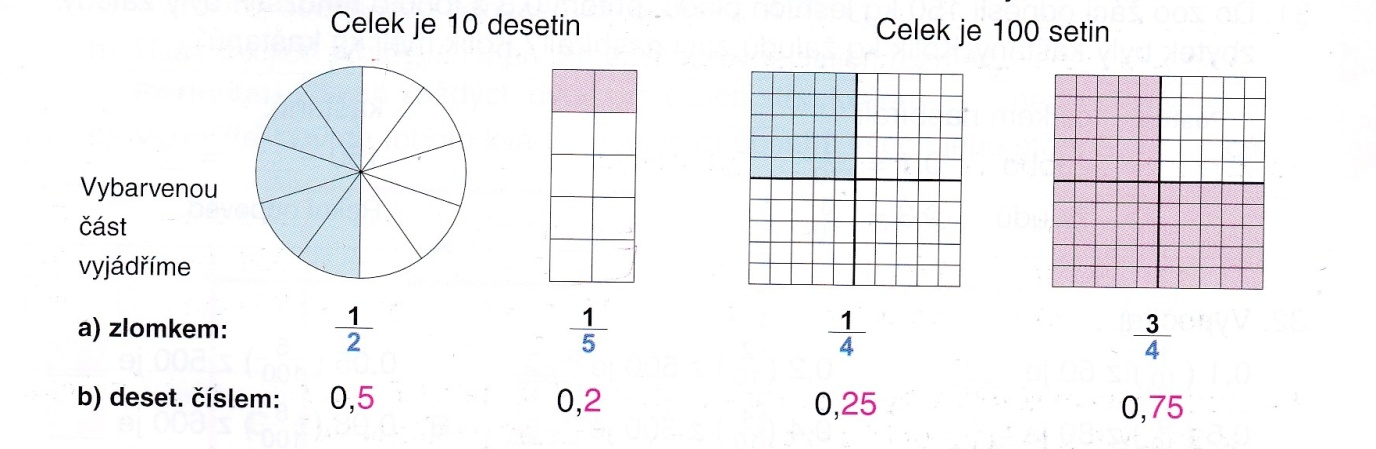 Celek je 10 desetin
Celek je 100 setin
Vybarvenou
část
vyjádříme
a) zlomkem: 1/2 1/5 1/4 3/4
b) deset. číslem: 0,5 0,2 0,25 0,75